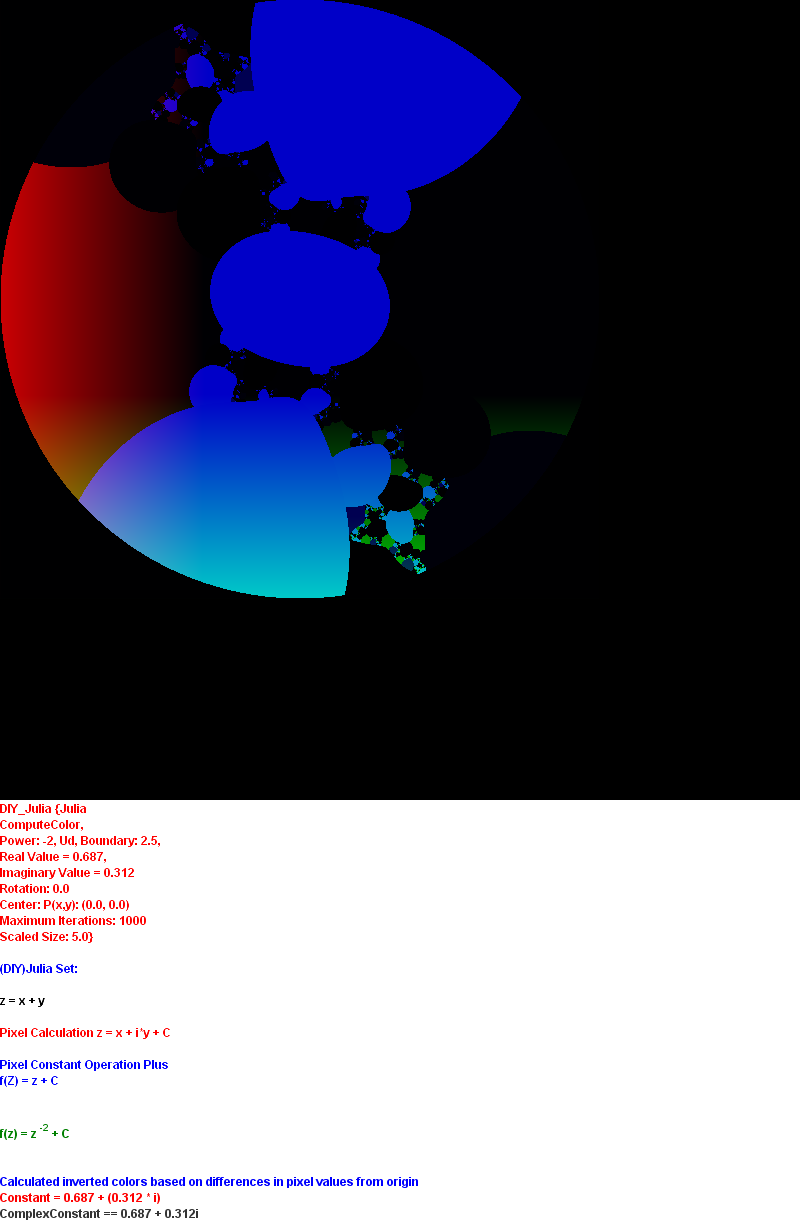 DIY_Julia {Julia
ComputeColor,
Power: -2, Ud, Boundary: 2.5,
Real Value = 0.687,
Imaginary Value = 0.312
Rotation: 0.0
Center: P(x,y): (0.0, 0.0)
Maximum Iterations: 1000
Scaled Size: 5.0}
(DIY)Julia Set:
z = x + y
Pixel Calculation z = x + i*y + C
Pixel Constant Operation Plus
f(Z) = z + C
f(z) = z -2 + C
Calculated inverted colors based on differences in pixel values from origin
Constant = 0.687 + (0.312 * i)
ComplexConstant == 0.687 + 0.312i